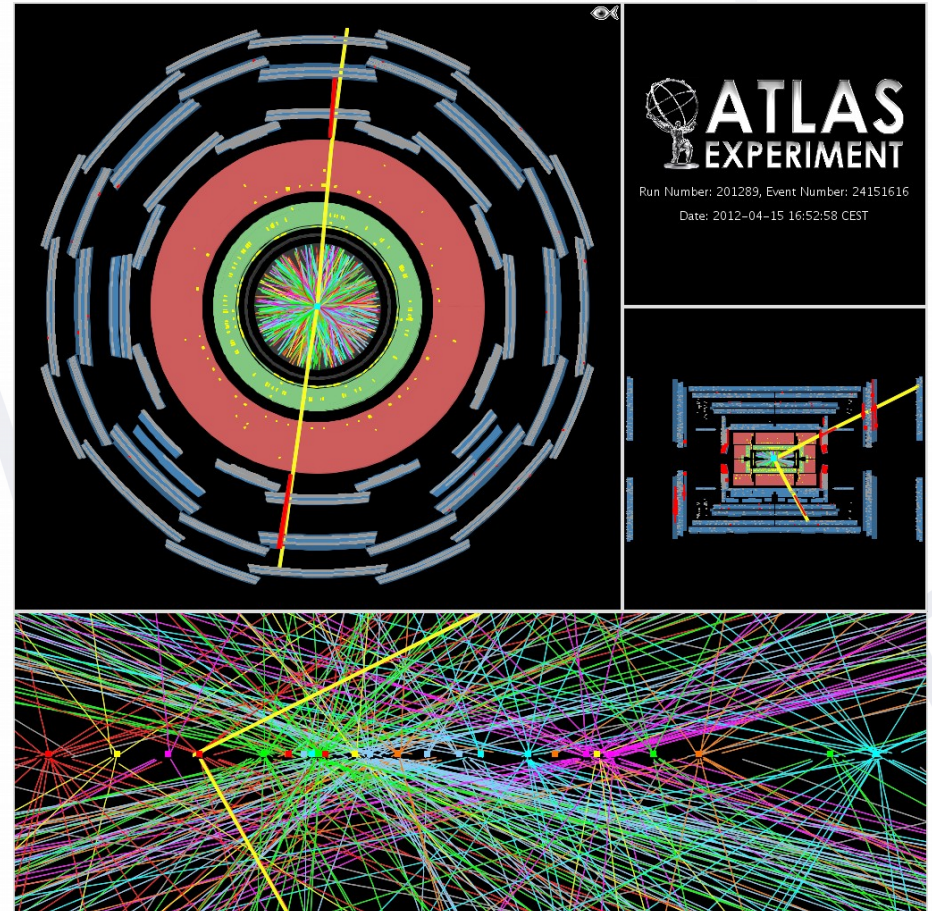 ATLAS
EXPERIMENT
Run Number: 201289, Event Number: 24151616
Date: 2012-04-15 16:52:58 CEST